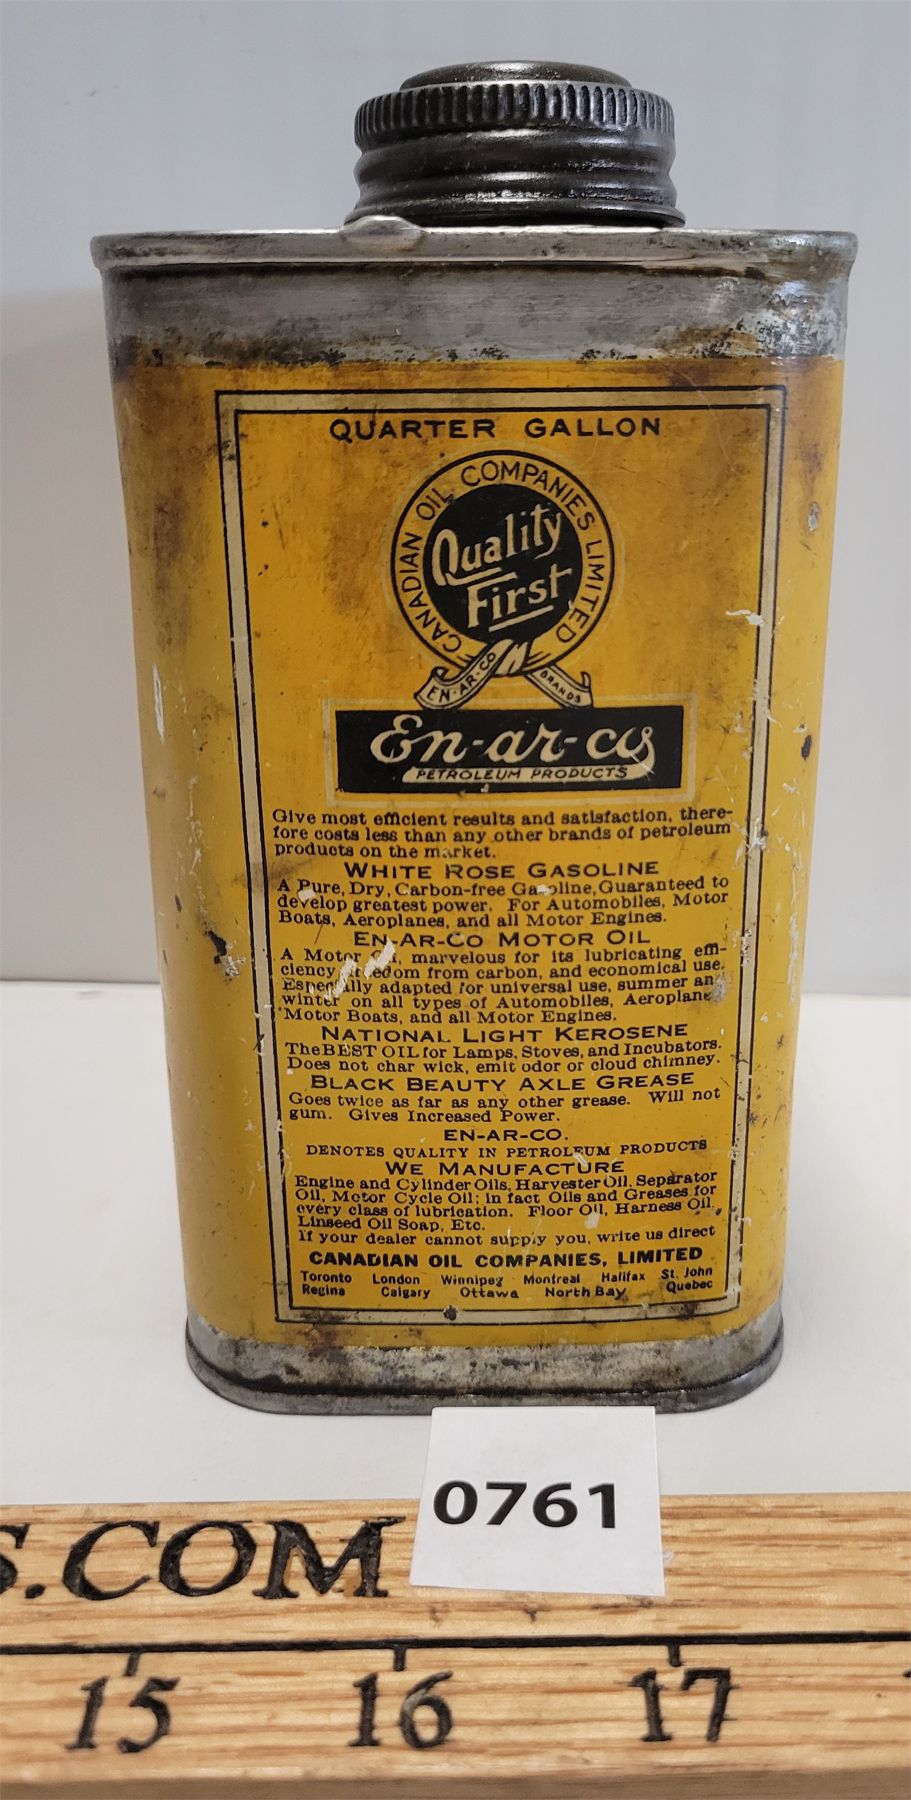 QUARTER GALLON
CANADIAN OIL COMPANIES LIMITED
Quality
First
EN-AR-CO BRANDS
En-ar-co
PETROLEUM PRODUCTS
Give most efficient results and satisfaction, there-
fore costs less than any other brands of petroleum
products on the market.
WHITE ROSE GASOLINE
A Pure, Dry, Carbon-free Gasoline, Guaranteed to
develop greatest power. For Automobiles, Motor
Boats, Aeroplanes, and all Motor Engines.
EN-AR-CO MOTOR OIL
A Motor Oil, marvelous for its lubricating effi-
ciency, freedom from carbon, and economical use.
Especially adapted for universal use, summer an
winter on all types of Automobiles, Aeroplane
Motor Boats, and all Motor Engines.
NATIONAL LIGHT KEROSENE
The BEST OIL for Lamps, Stoves, and Incubators.
Does not char wick, emit odor or cloud chimney.
BLACK BEAUTY AXLE GREASE
Goes twice as far as any other grease. Will not
gum. Gives Increased Power.
EN-AR-CO.
DENOTES QUALITY IN PETROLEUM PRODUCTS
WE MANUFACTURE
Engine and Cylinder Oils, Harvester Oil, Separator
Oil, Motor Cycle Oil; in fact Oils and Greases for
every class of lubrication. Floor Oil, Harness Oil,
Linseed Oil Soap, Etc.
If your dealer cannot supply you, write us direct
CANADIAN OIL COMPANIES, LIMITED
Toronto London Winnipeg Montreal Halifax St. John
Regina Calgary Ottawa North Bay Quebec
0761
S.COM
15 16 17